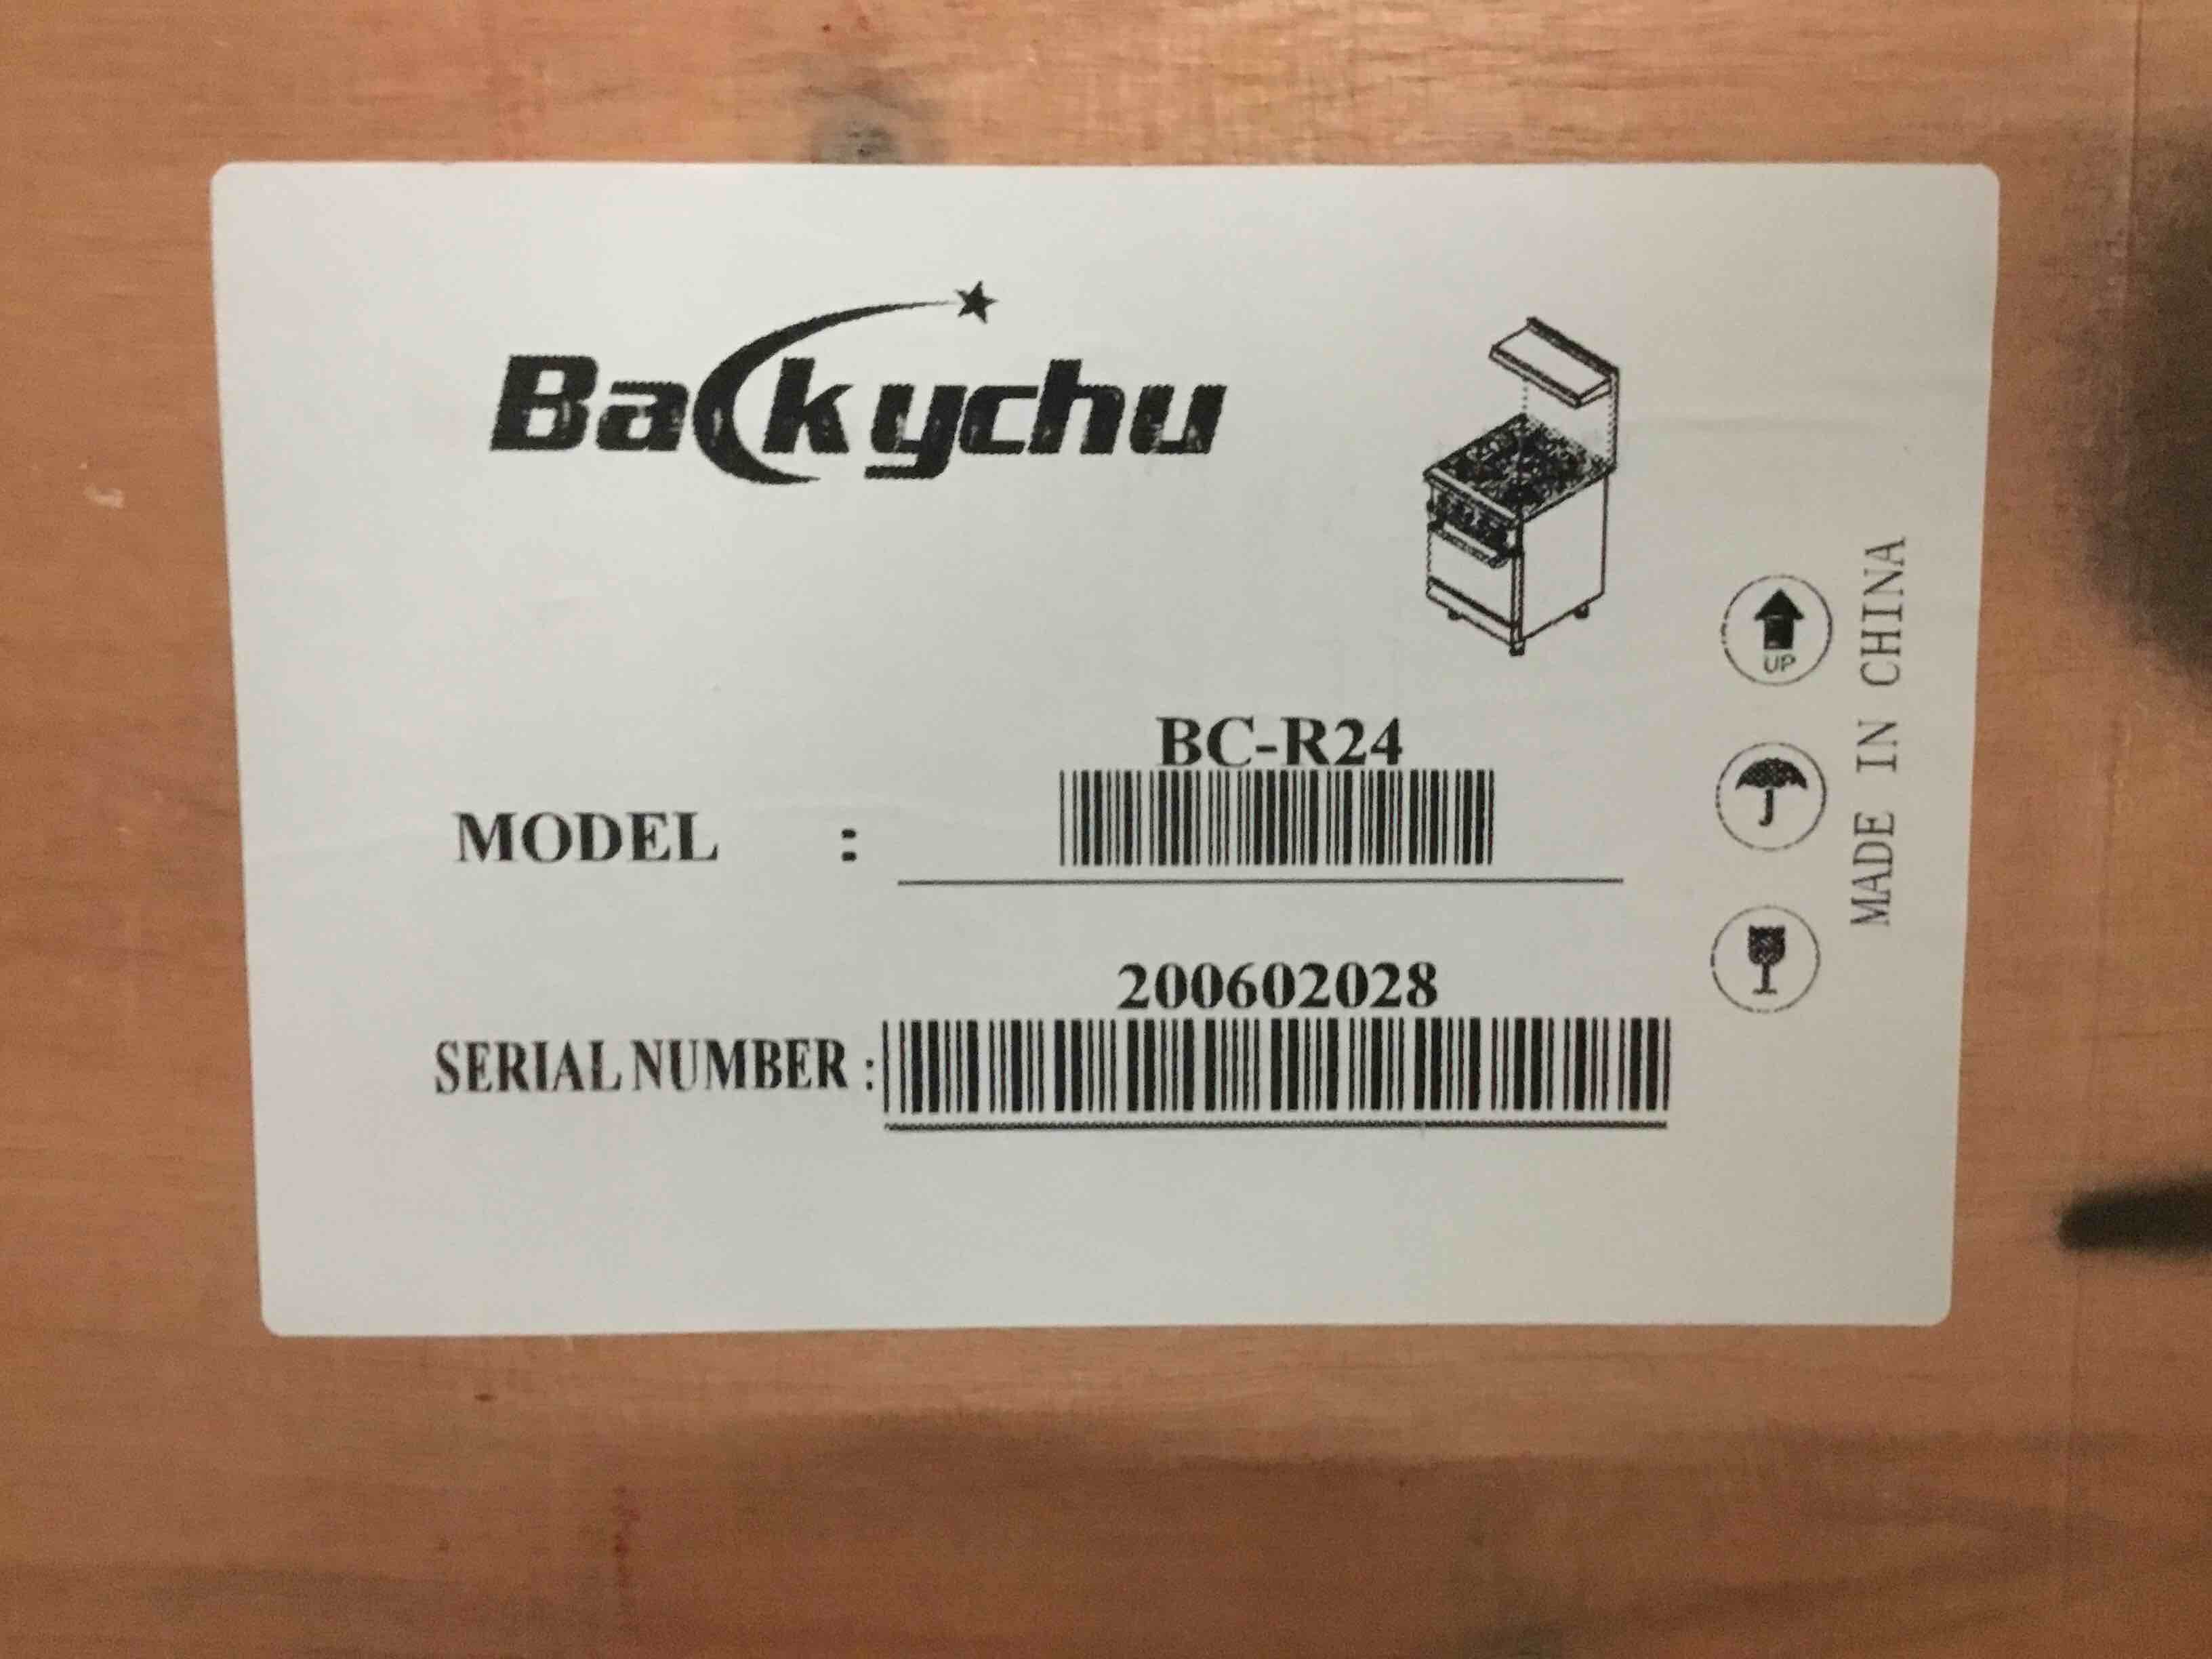 Backychu
BC-R24
MODEL :
200602028
SERIAL NUMBER :
UP
MADE IN CHINA